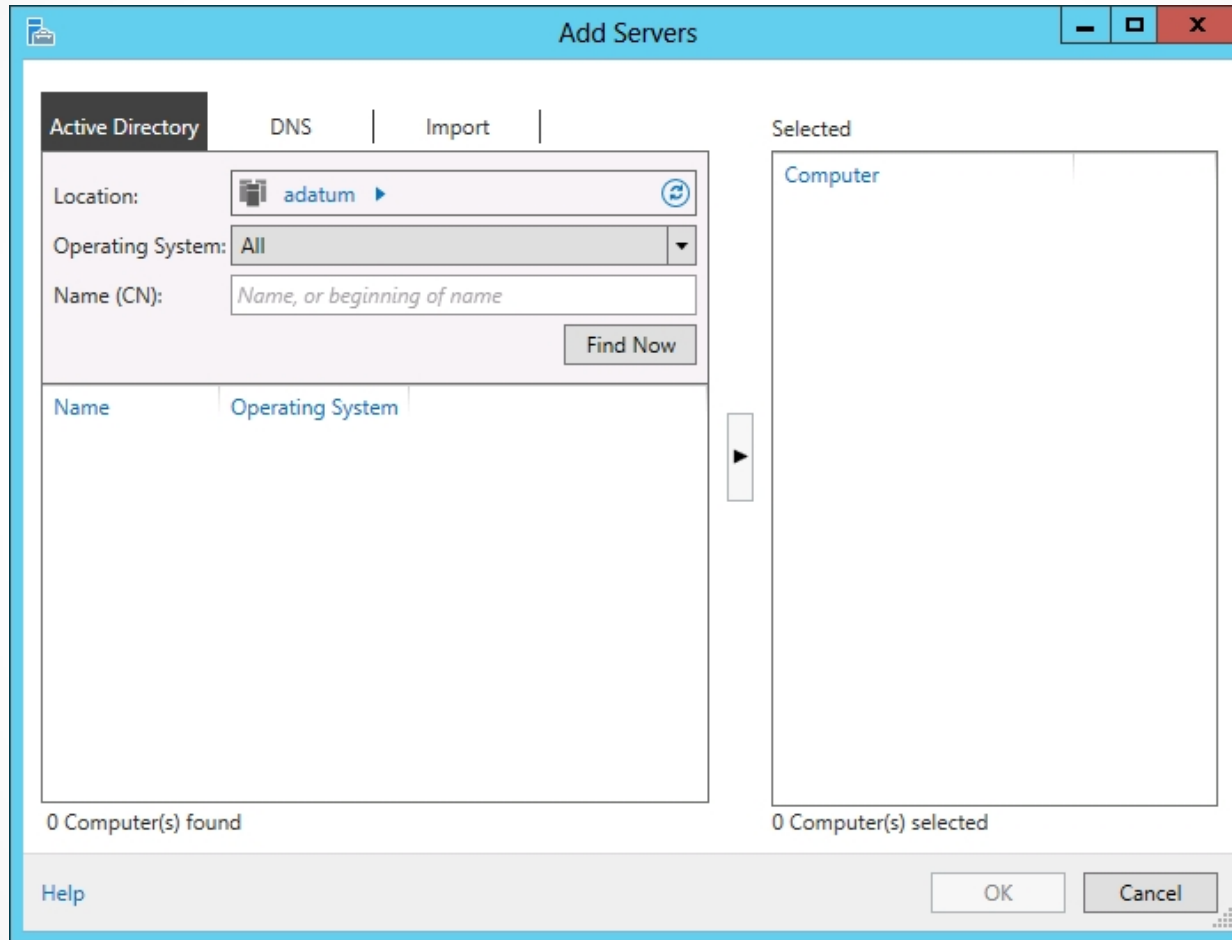 Add Servers
Active Directory
DNS
Import
Location:
adatum
Operating System:
All
Name (CN):
Name, or beginning of name
Find Now
Name
Operating System
0 Computer(s) found
Selected
Computer
0 Computer(s) selected
Help
OK
Cancel